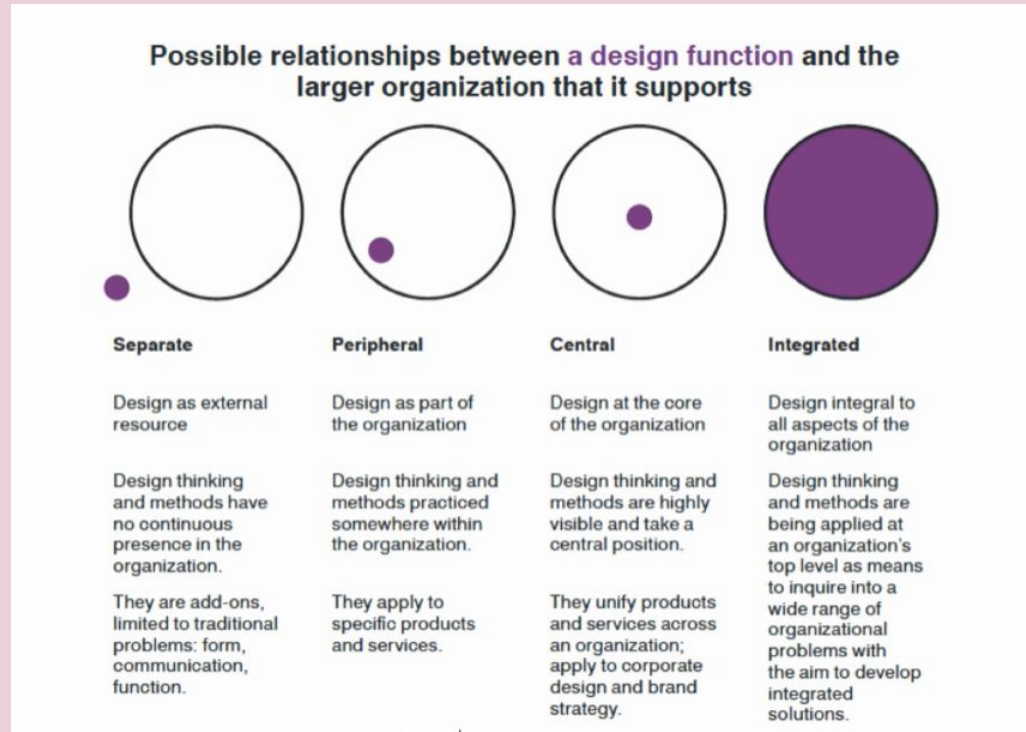 Possible relationships between a design function and the
larger organization that it supports
Separate
Design as external
resource
Design thinking
and methods have
no continuous
presence in the
organization.
They are add-ons,
limited to traditional
problems: form,
communication,
function.
Peripheral
Design as part of
the organization
Design thinking and
methods practiced
somewhere within
the organization.
They apply to
specific products
and services.
Central
Design at the core
of the organization
Design thinking and
methods are highly
visible and take a
central position.
They unify products
and services across
an organization;
apply to corporate
design and brand
strategy.
Integrated
Design integral to
all aspects of the
organization
Design thinking
and methods are
being applied at
an organization's
top level as means
to inquire into a
wide range of
organizational
problems with
the aim to develop
integrated
solutions.